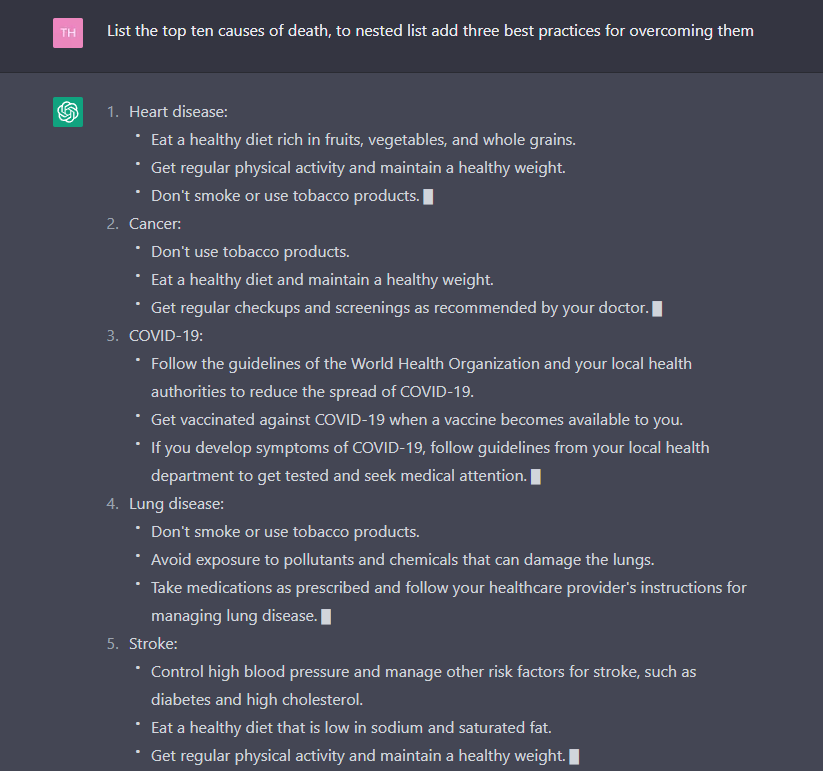 TH
List the top ten causes of death, to nested list add three best practices for overcoming them
1. Heart disease:
• Eat a healthy diet rich in fruits, vegetables, and whole grains.
• Get regular physical activity and maintain a healthy weight.
• Don't smoke or use tobacco products.
2. Cancer:
• Don't use tobacco products.
• Eat a healthy diet and maintain a healthy weight.
• Get regular checkups and screenings as recommended by your doctor.
3. COVID-19:
• Follow the guidelines of the World Health Organization and your local health
authorities to reduce the spread of COVID-19.
• Get vaccinated against COVID-19 when a vaccine becomes available to you.
• If you develop symptoms of COVID-19, follow guidelines from your local health
department to get tested and seek medical attention.
4. Lung disease:
• Don't smoke or use tobacco products.
• Avoid exposure to pollutants and chemicals that can damage the lungs.
• Take medications as prescribed and follow your healthcare provider's instructions for
managing lung disease.
5. Stroke:
• Control high blood pressure and manage other risk factors for stroke, such as
diabetes and high cholesterol.
• Eat a healthy diet that is low in sodium and saturated fat.
• Get regular physical activity and maintain a healthy weight.